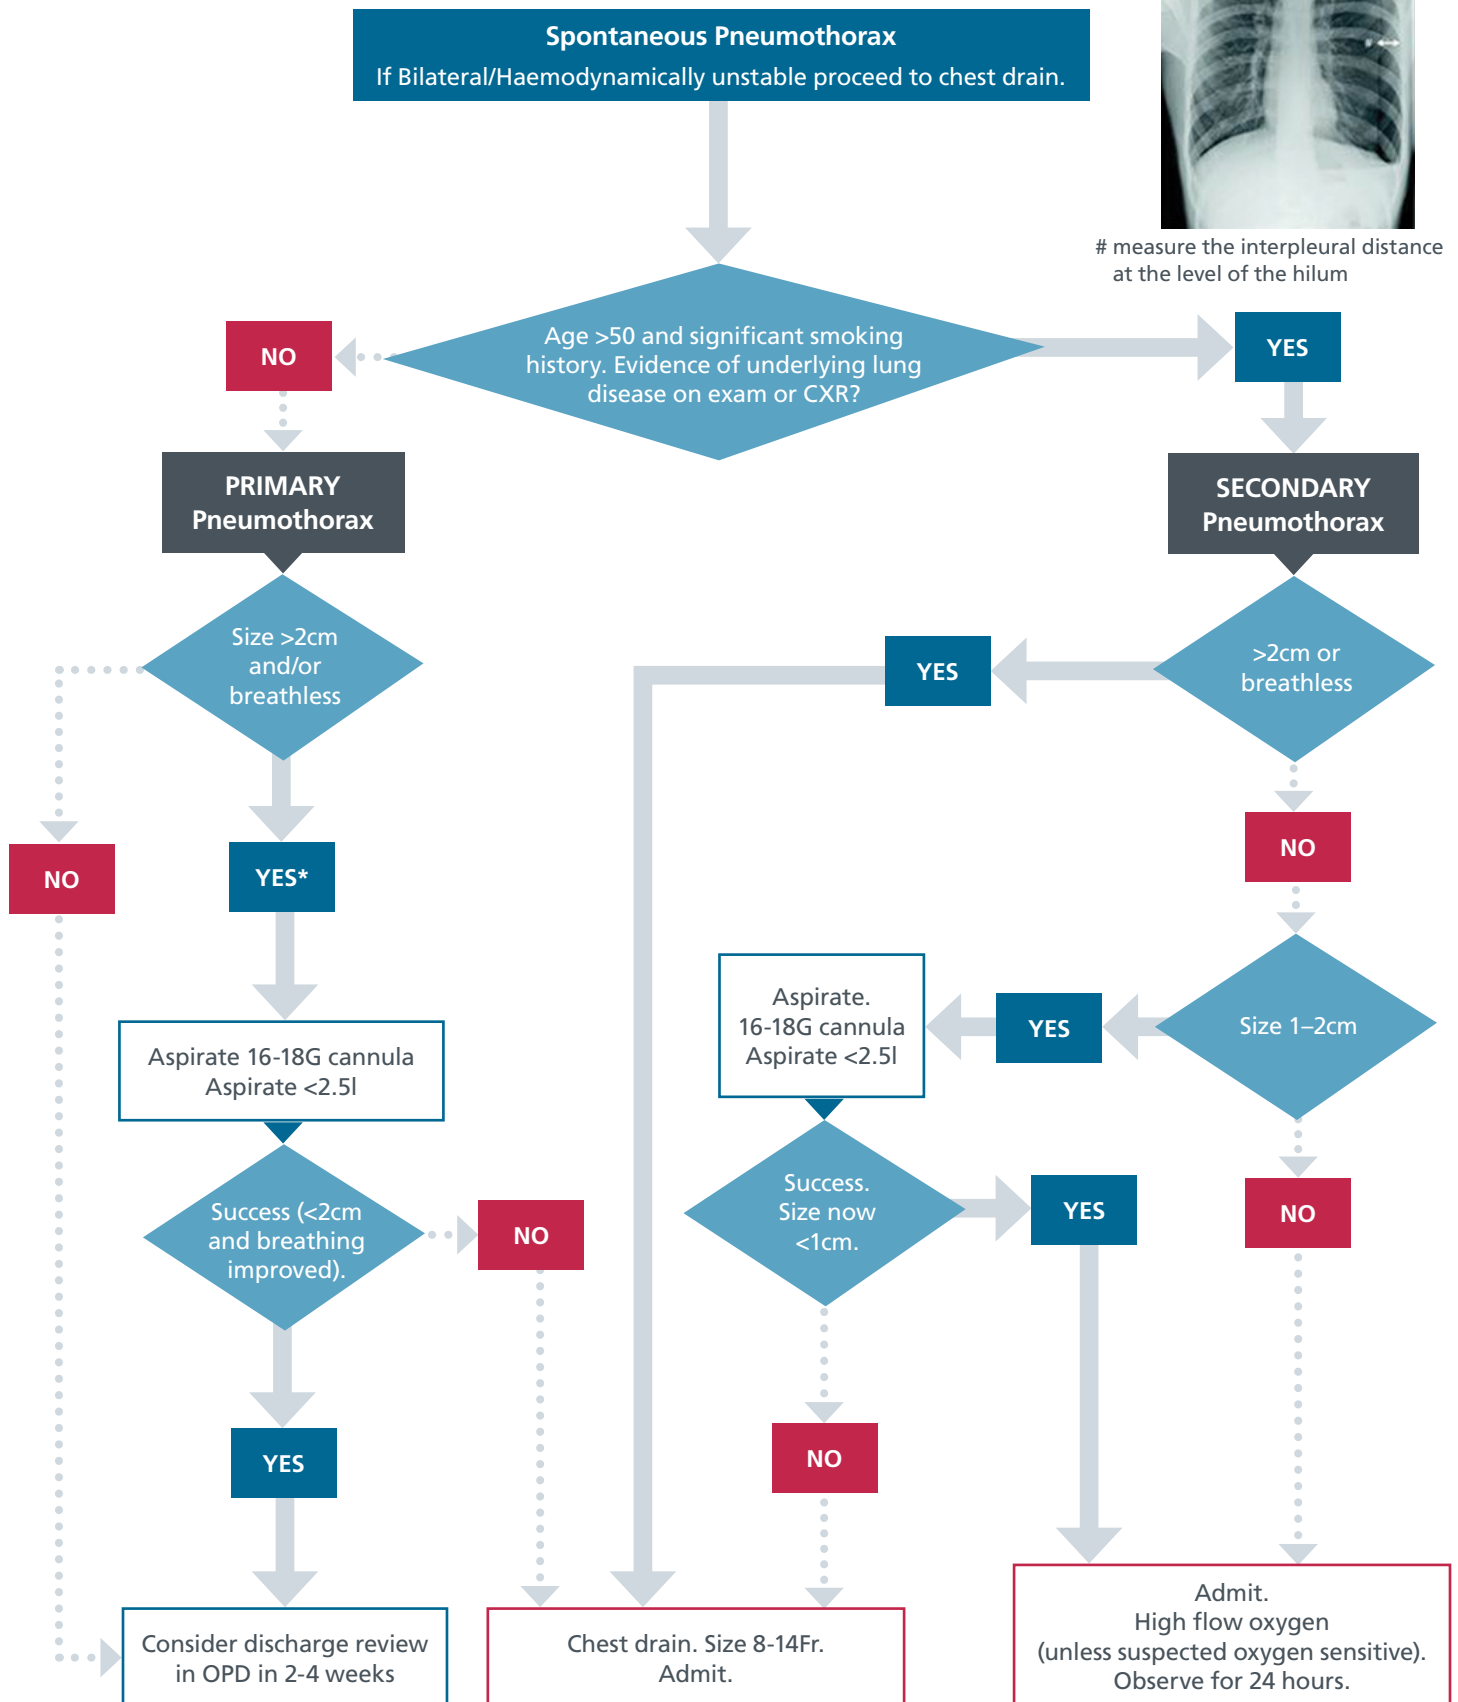 Spontaneous Pneumothorax
If Bilateral/Haemodynamically unstable proceed to chest drain.
# measure the interpleural distance
at the level of the hilum
Age >50 and significant smoking
history. Evidence of underlying lung
disease on exam or CXR?
NO
YES
PRIMARY
Pneumothorax
SECONDARY
Pneumothorax
Size >2cm
and/or
breathless
>2cm or
breathless
YES
NO
YES*
NO
Aspirate.
16-18G cannula
Aspirate <2.5l
YES
Size 1–2cm
Aspirate 16-18G cannula
Aspirate <2.5l
Success (<2cm
and breathing
improved).
NO
Success.
Size now
<1cm.
YES
NO
YES
NO
Consider discharge review
in OPD in 2-4 weeks
Chest drain. Size 8-14Fr.
Admit.
Admit.
High flow oxygen
(unless suspected oxygen sensitive).
Observe for 24 hours.